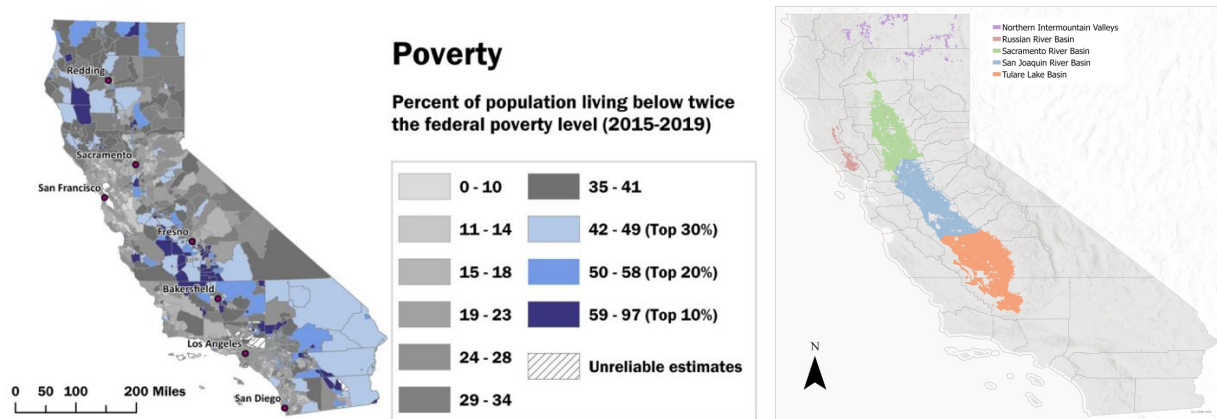 Redding
Sacramento
San Francisco
Fresno
Bakersfield
Los Angeles
San Diego
0 50 100 200 Miles
Poverty
Percent of population living below twice
the federal poverty level (2015-2019)
0 - 10
11 - 14
15 - 18
19 - 23
24 - 28
29 - 34
35 - 41
42 - 49 (Top 30%)
50 - 58 (Top 20%)
59 - 97 (Top 10%)
Unreliable estimates
Northern Intermountain Valleys
Russian River Basin
Sacramento River Basin
San Joaquin River Basin
Tulare Lake Basin
N